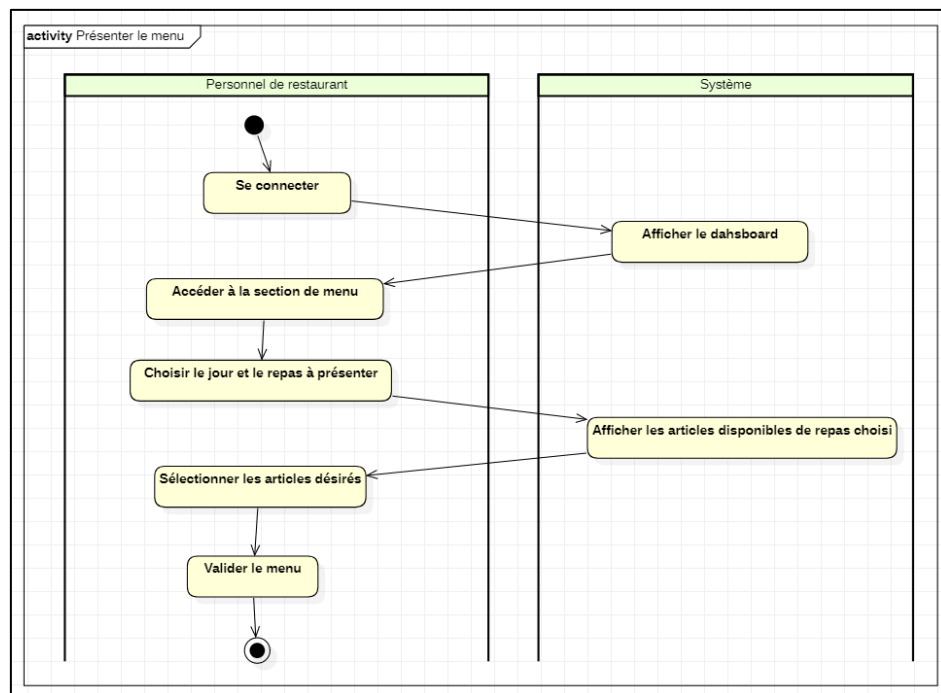 activity Présenter le menu
Personnel de restaurant
Système
Se connecter
Afficher le dahsboard
Accéder à la section de menu
Choisir le jour et le repas à présenter
Afficher les articles disponibles de repas choisi
Sélectionner les articles désirés
Valider le menu